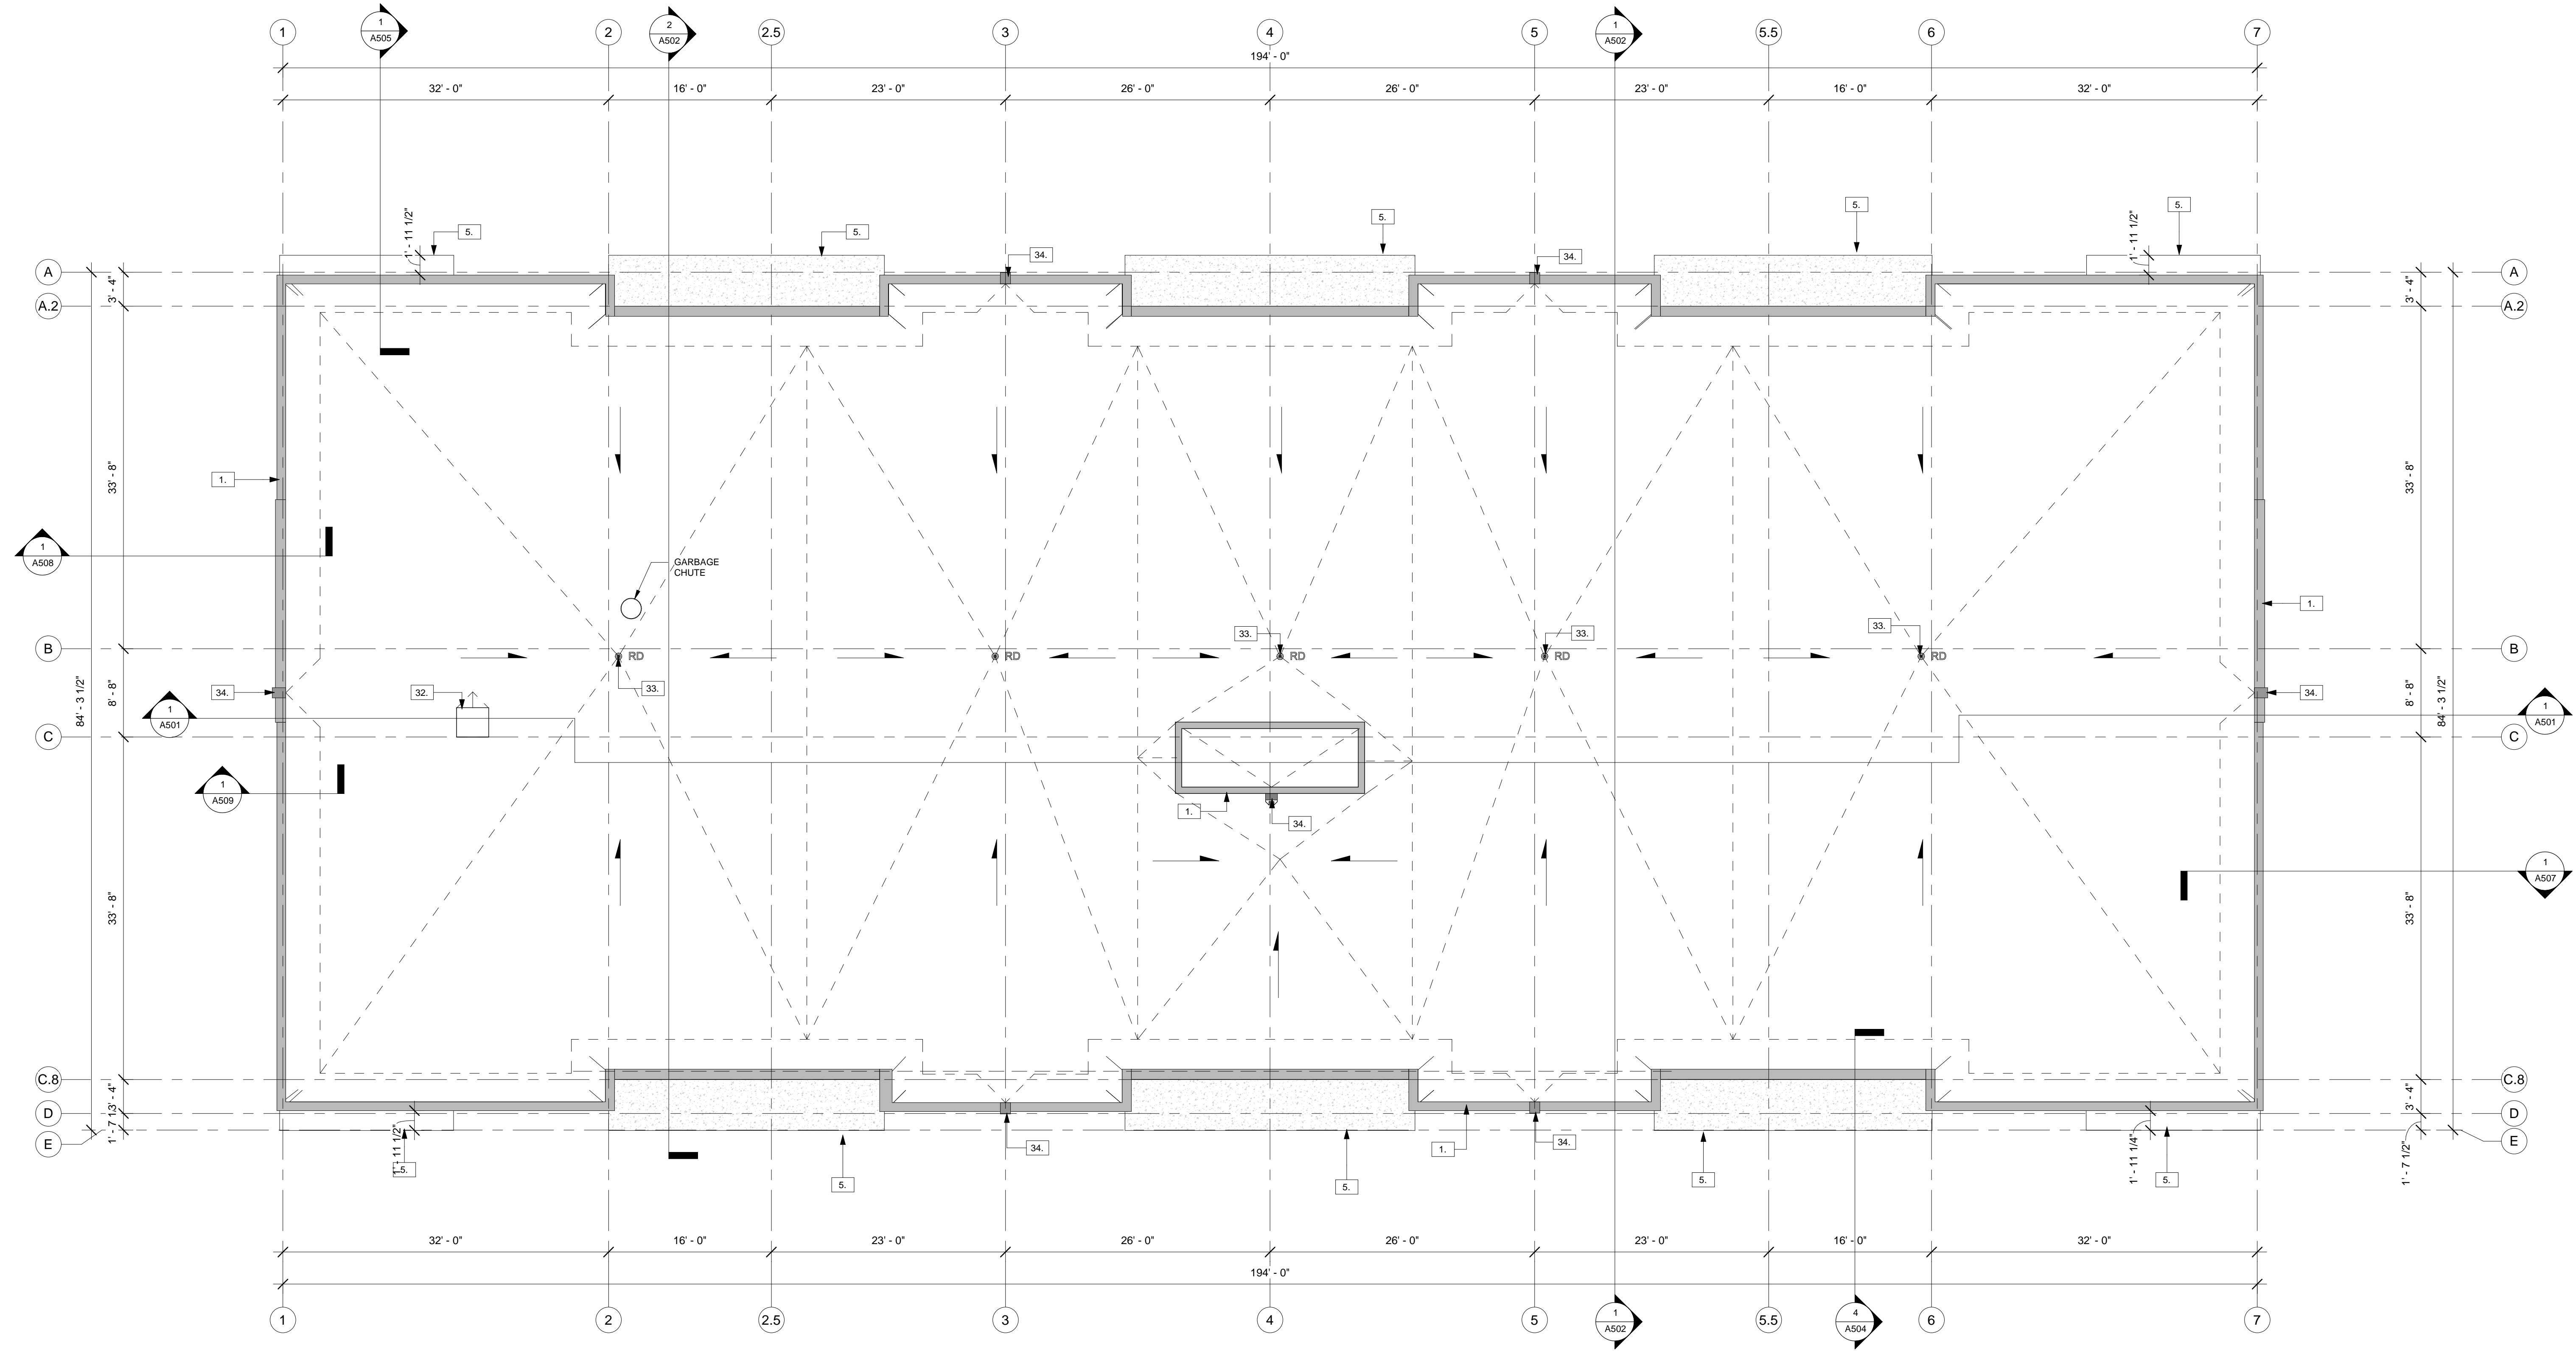 1
A505
2
A502
1
A502
1
2
2.5
3
4
5
5.5
6
7
194' - 0"
32' - 0"
16' - 0"
23' - 0"
26' - 0"
26' - 0"
23' - 0"
16' - 0"
32' - 0"
1' - 11 1/2"
5.
5.
5.
5.
5.
1' - 11 1/2"
34.
34.
A
A
3' - 4"
3' - 4"
A.2
A.2
33' - 8"
33' - 8"
1.
1
A508
GARBAGE
CHUTE
1.
33.
33.
33.
B
B
RD
RD
RD
RD
RD
33.
34.
32.
34.
8' - 8"
8' - 8"
84' - 3 1/2"
84' - 3 1/2"
1
A501
1
A501
C
C
1
A509
1.
34.
1
A507
33' - 8"
33' - 8"
C.8
C.8
3' - 4"
3' - 4"
D
D
1' - 7 1/2"
E
E
1' - 11 1/2"
5.
34.
1.
34.
1' - 11 1/4"
1' - 7 1/2"
5.
5.
5.
5.
32' - 0"
16' - 0"
23' - 0"
26' - 0"
26' - 0"
23' - 0"
16' - 0"
32' - 0"
194' - 0"
1
2
2.5
3
4
5
5.5
6
7
1
A502
4
A504